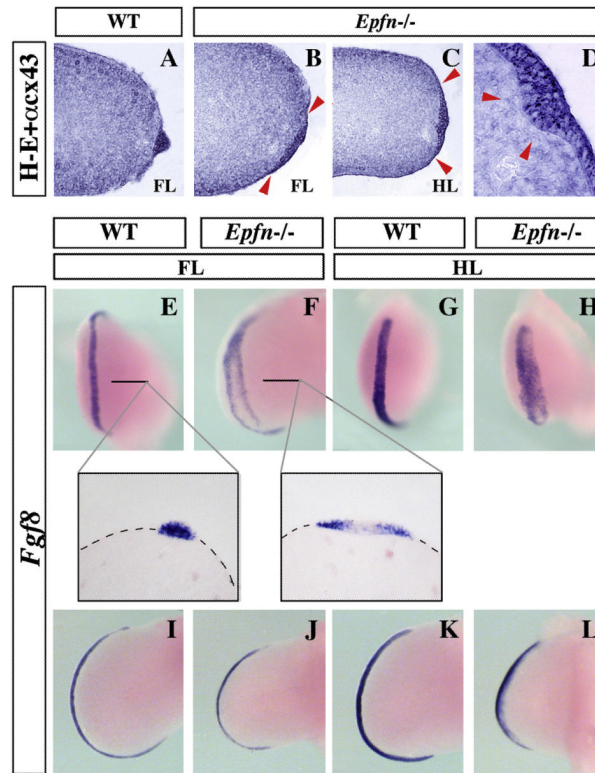 WT Epfn-/-
H-E+αcx43
A B C D
FL FL HL
WT Epfn-/- WT Epfn-/-
FL HL
Fgf8
E F G H
I J K L